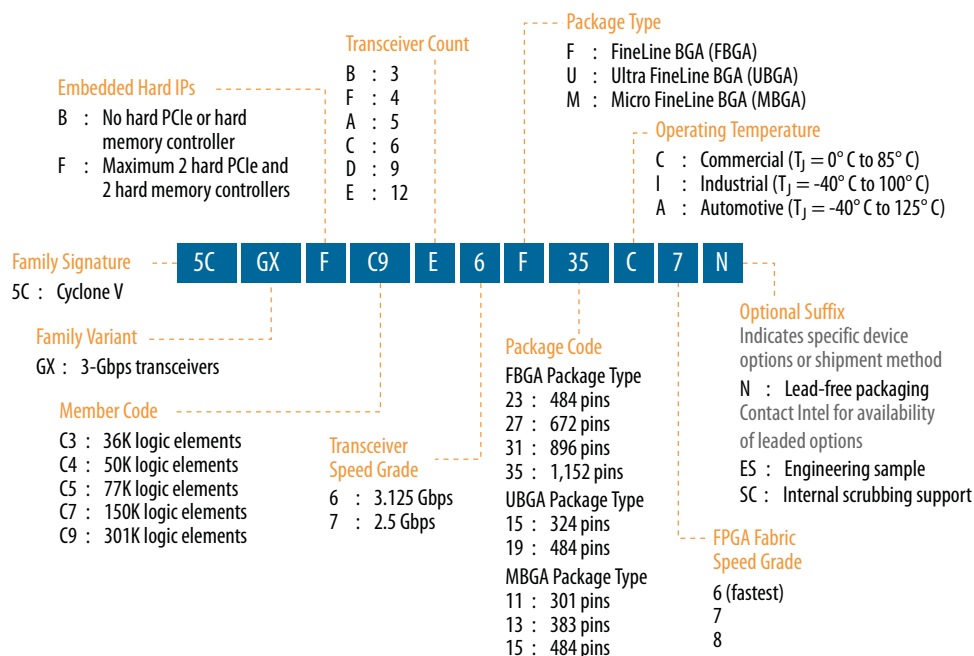 Package Type
F : FineLine BGA (FBGA)
U : Ultra FineLine BGA (UBGA)
M : Micro FineLine BGA (MBGA)
Transceiver Count
B : 3
F : 4
A : 5
C : 6
D : 9
E : 12
Embedded Hard IPs
B : No hard PCIe or hard
memory controller
F : Maximum 2 hard PCIe and
2 hard memory controllers
Operating Temperature
C : Commercial (TJ = 0° C to 85° C)
I : Industrial (TJ = -40° C to 100° C)
A : Automotive (TJ = -40° C to 125° C)
5C GX F C9 E 6 F 35 C 7 N
Family Signature
5C : Cyclone V
Family Variant
GX : 3-Gbps transceivers
Member Code
C3 : 36K logic elements
C4 : 50K logic elements
C5 : 77K logic elements
C7 : 150K logic elements
C9 : 301K logic elements
Transceiver
Speed Grade
6 : 3.125 Gbps
7 : 2.5 Gbps
Package Code
FBGA Package Type
23 : 484 pins
27 : 672 pins
31 : 896 pins
35 : 1,152 pins
UBGA Package Type
15 : 324 pins
19 : 484 pins
MBGA Package Type
11 : 301 pins
13 : 383 pins
15 : 484 pins
Optional Suffix
Indicates specific device
options or shipment method
N : Lead-free packaging
Contact Intel for availability
of leaded options
ES : Engineering sample
SC : Internal scrubbing support
FPGA Fabric
Speed Grade
6 (fastest)
7
8